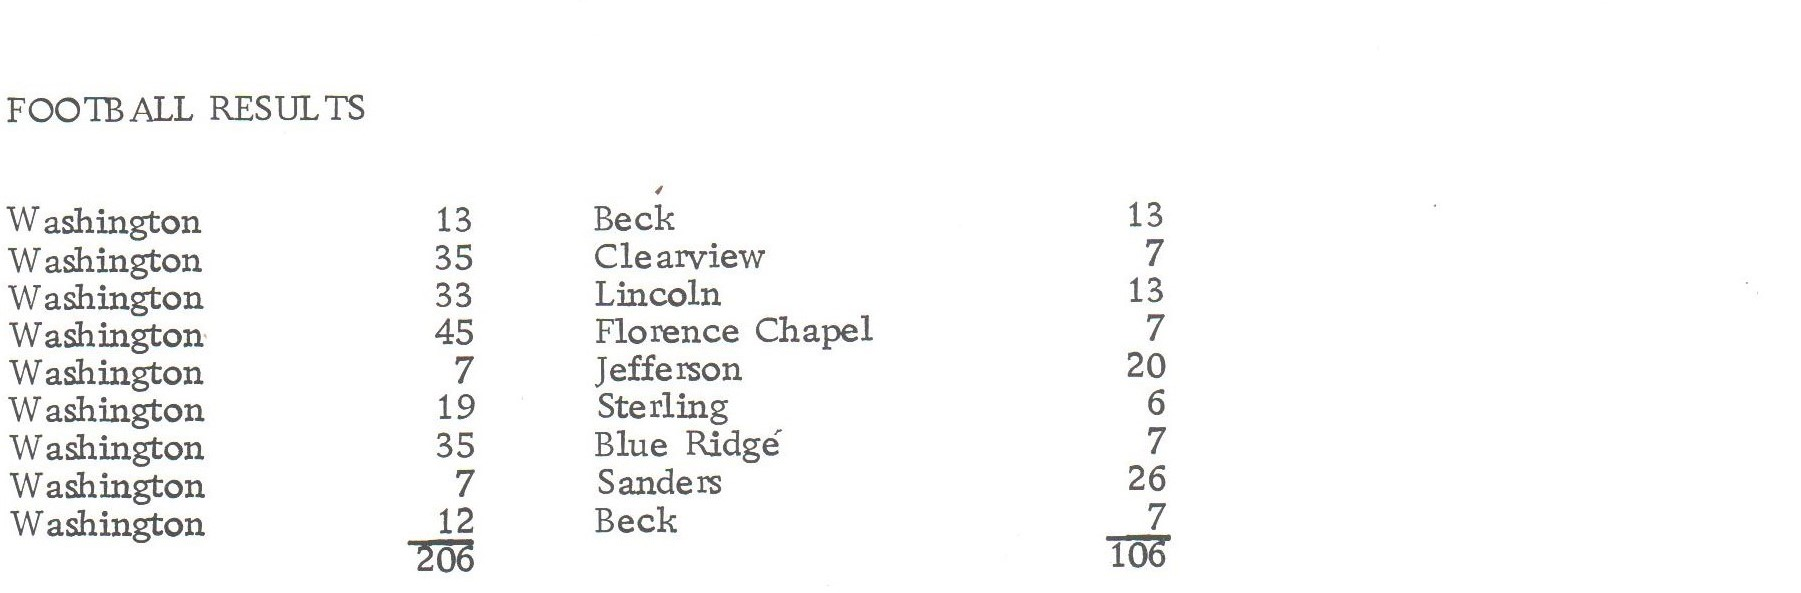 FOOTBALL RESULTS
Washington 13 Beck 13
Washington 35 Clearview 7
Washington 33 Lincoln 13
Washington 45 Florence Chapel 7
Washington 7 Jefferson 20
Washington 19 Sterling 6
Washington 35 Blue Ridge 7
Washington 7 Sanders 26
Washington 12 Beck 7
206 106